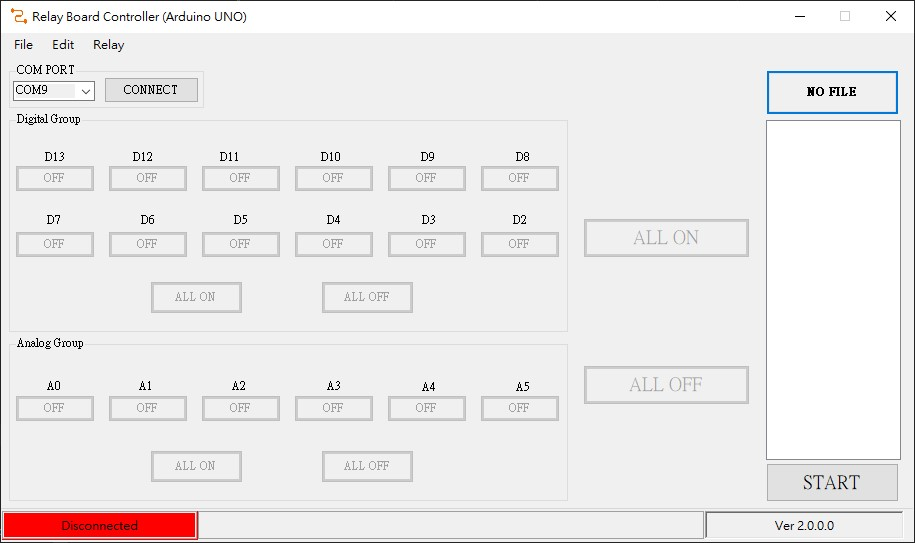 Relay Board Controller (Arduino UNO)
File Edit Relay
COM PORT
COM9 CONNECT
NO FILE
Digital Group
D13 D12 D11 D10 D9 D8
OFF OFF OFF OFF OFF OFF
D7 D6 D5 D4 D3 D2
OFF OFF OFF OFF OFF OFF
ALL ON ALL OFF
ALL ON
Analog Group
A0 A1 A2 A3 A4 A5
OFF OFF OFF OFF OFF OFF
ALL ON ALL OFF
ALL OFF
START
Disconnected
Ver 2.0.0.0